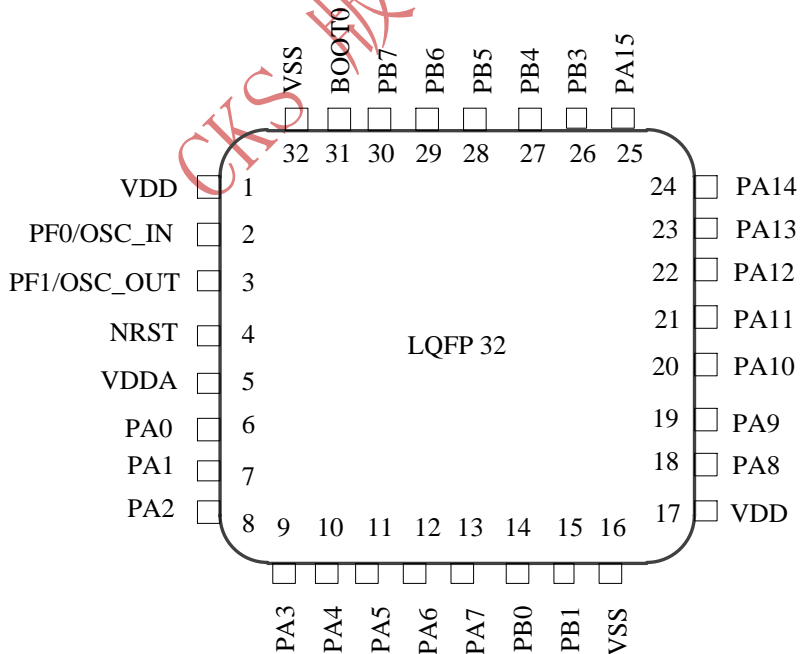 CKS 版
VSS
BOOT0
PB7
PB6
PB5
PB4
PB3
PA15
32 31 30 29 28 27 26 25
VDD 1
PF0/OSC_IN 2
PF1/OSC_OUT 3
NRST 4
VDDA 5
PA0 6
PA1 7
PA2 8
LQFP 32
24 PA14
23 PA13
22 PA12
21 PA11
20 PA10
19 PA9
18 PA8
17 VDD
9 10 11 12 13 14 15 16
PA3
PA4
PA5
PA6
PA7
PB0
PB1
VSS